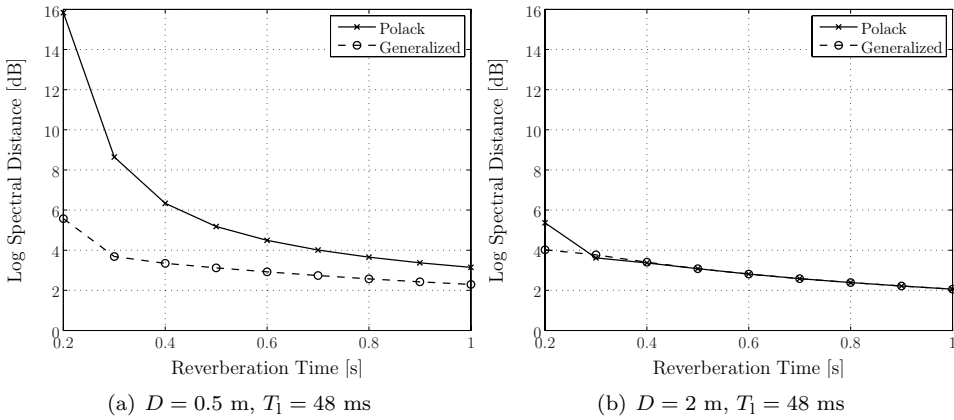 16
14
12
10
8
6
4
2
0
Log Spectral Distance [dB]
0.2
0.4
0.6
0.8
1
Reverberation Time [s]
Polack
Generalized
(a) D = 0.5 m, Tl = 48 ms
16
14
12
10
8
6
4
2
0
Log Spectral Distance [dB]
0.2
0.4
0.6
0.8
1
Reverberation Time [s]
Polack
Generalized
(b) D = 2 m, Tl = 48 ms